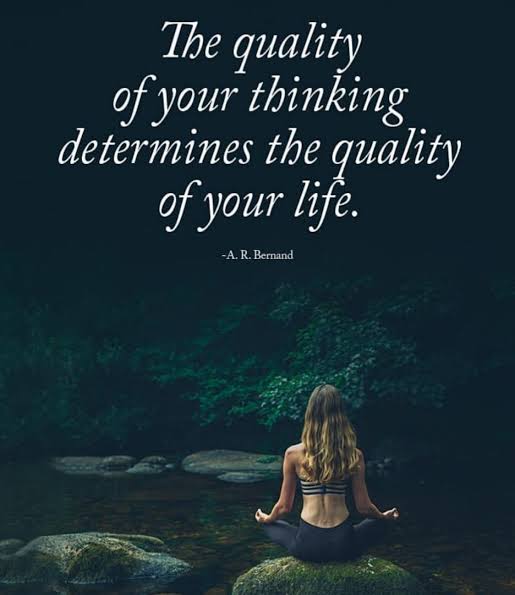 The quality
of your thinking
determines the quality
of your life.
-A. R. Bernand